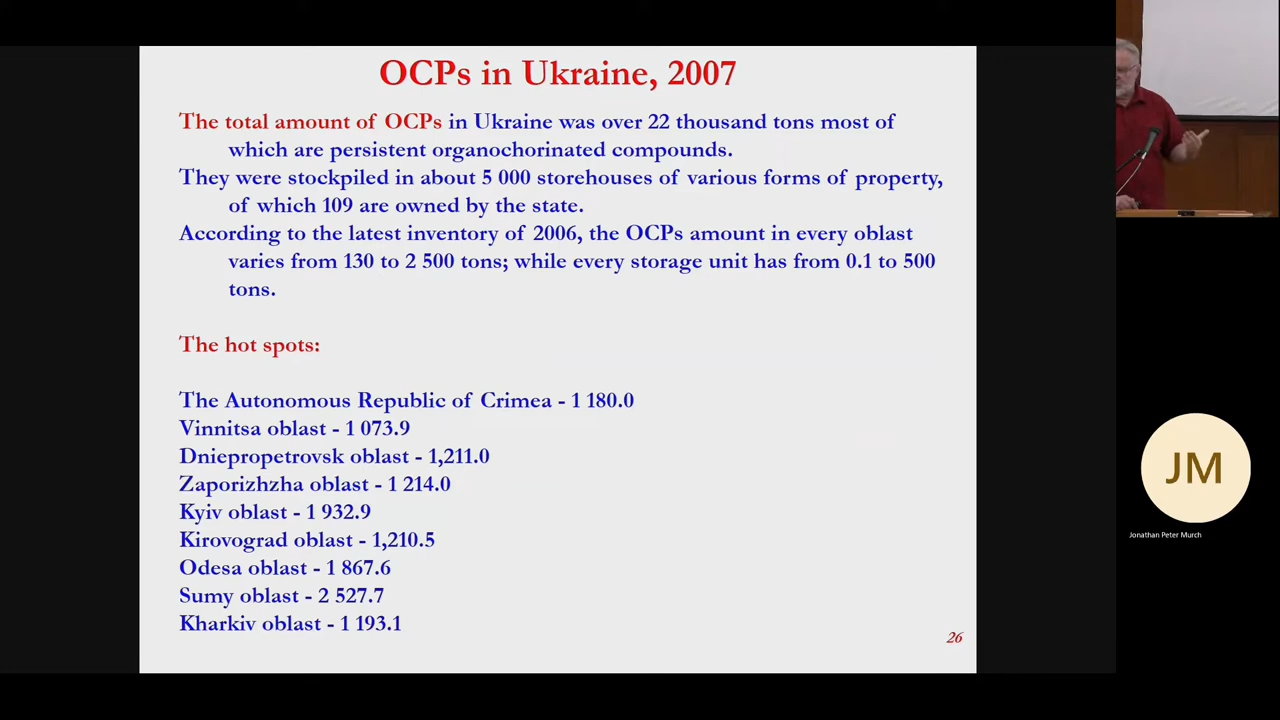 OCPs in Ukraine, 2007
The total amount of OCPs in Ukraine was over 22 thousand tons most of
which are persistent organochorinated compounds.
They were stockpiled in about 5 000 storehouses of various forms of property,
of which 109 are owned by the state.
According to the latest inventory of 2006, the OCPs amount in every oblast
varies from 130 to 2 500 tons; while every storage unit has from 0.1 to 500
tons.
The hot spots:
The Autonomous Republic of Crimea - 1 180.0
Vinnitsa oblast - 1 073.9
Dniepropetrovsk oblast - 1,211.0
Zaporizhzha oblast - 1 214.0
Kyiv oblast - 1 932.9
Kirovograd oblast - 1,210.5
Odesa oblast - 1 867.6
Sumy oblast - 2 527.7
Kharkiv oblast - 1 193.1
26
JM
Jonathan Peter Murch